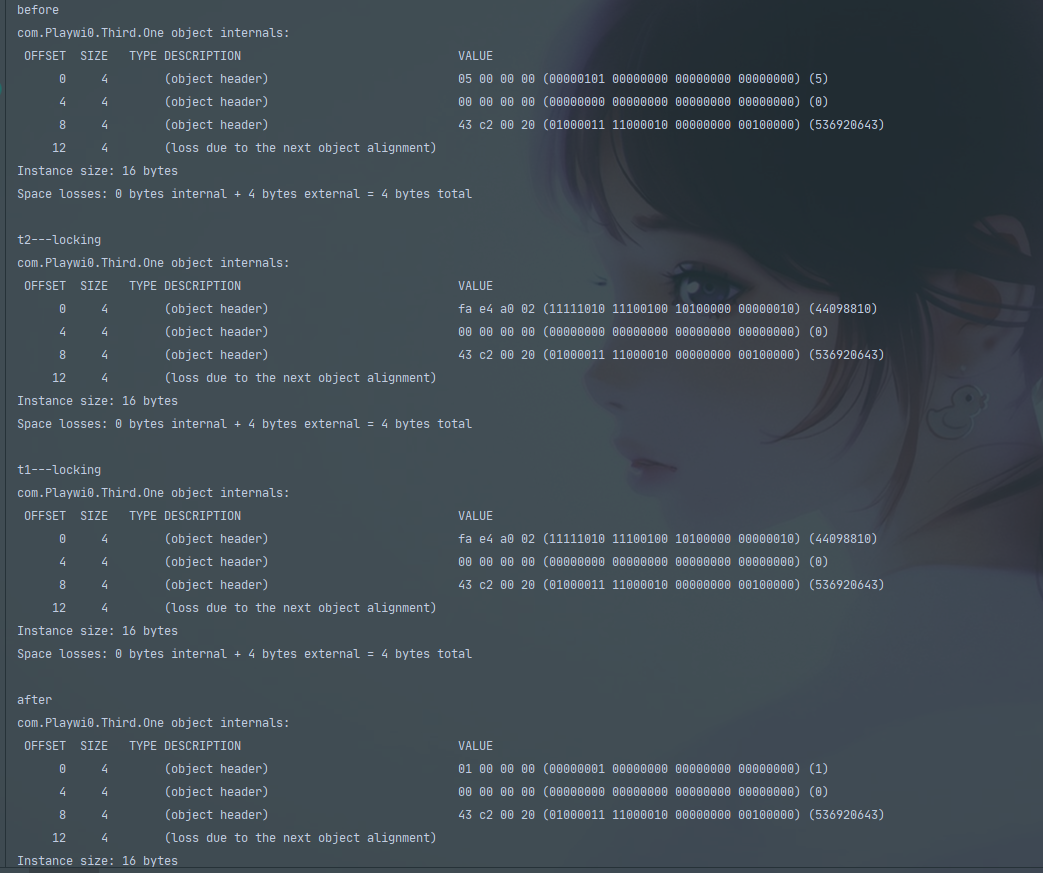 before
com.Playwi0.Third.One object internals:
OFFSET  SIZE   TYPE DESCRIPTION                               VALUE
0     4        (object header)                           05 00 00 00 (00000101 00000000 00000000 00000000) (5)
4     4        (object header)                           00 00 00 00 (00000000 00000000 00000000 00000000) (0)
8     4        (object header)                           43 c2 00 20 (01000011 11000010 00000000 00100000) (536920643)
12     4        (loss due to the next object alignment)
Instance size: 16 bytes
Space losses: 0 bytes internal + 4 bytes external = 4 bytes total
t2---locking
com.Playwi0.Third.One object internals:
OFFSET  SIZE   TYPE DESCRIPTION                               VALUE
0     4        (object header)                           fa e4 a0 02 (11111010 11100100 10100000 00000010) (44098810)
4     4        (object header)                           00 00 00 00 (00000000 00000000 00000000 00000000) (0)
8     4        (object header)                           43 c2 00 20 (01000011 11000010 00000000 00100000) (536920643)
12     4        (loss due to the next object alignment)
Instance size: 16 bytes
Space losses: 0 bytes internal + 4 bytes external = 4 bytes total
t1---locking
com.Playwi0.Third.One object internals:
OFFSET  SIZE   TYPE DESCRIPTION                               VALUE
0     4        (object header)                           fa e4 a0 02 (11111010 11100100 10100000 00000010) (44098810)
4     4        (object header)                           00 00 00 00 (00000000 00000000 00000000 00000000) (0)
8     4        (object header)                           43 c2 00 20 (01000011 11000010 00000000 00100000) (536920643)
12     4        (loss due to the next object alignment)
Instance size: 16 bytes
Space losses: 0 bytes internal + 4 bytes external = 4 bytes total
after
com.Playwi0.Third.One object internals:
OFFSET  SIZE   TYPE DESCRIPTION                               VALUE
0     4        (object header)                           01 00 00 00 (00000001 00000000 00000000 00000000) (1)
4     4        (object header)                           00 00 00 00 (00000000 00000000 00000000 00000000) (0)
8     4        (object header)                           43 c2 00 20 (01000011 11000010 00000000 00100000) (536920643)
12     4        (loss due to the next object alignment)
Instance size: 16 bytes